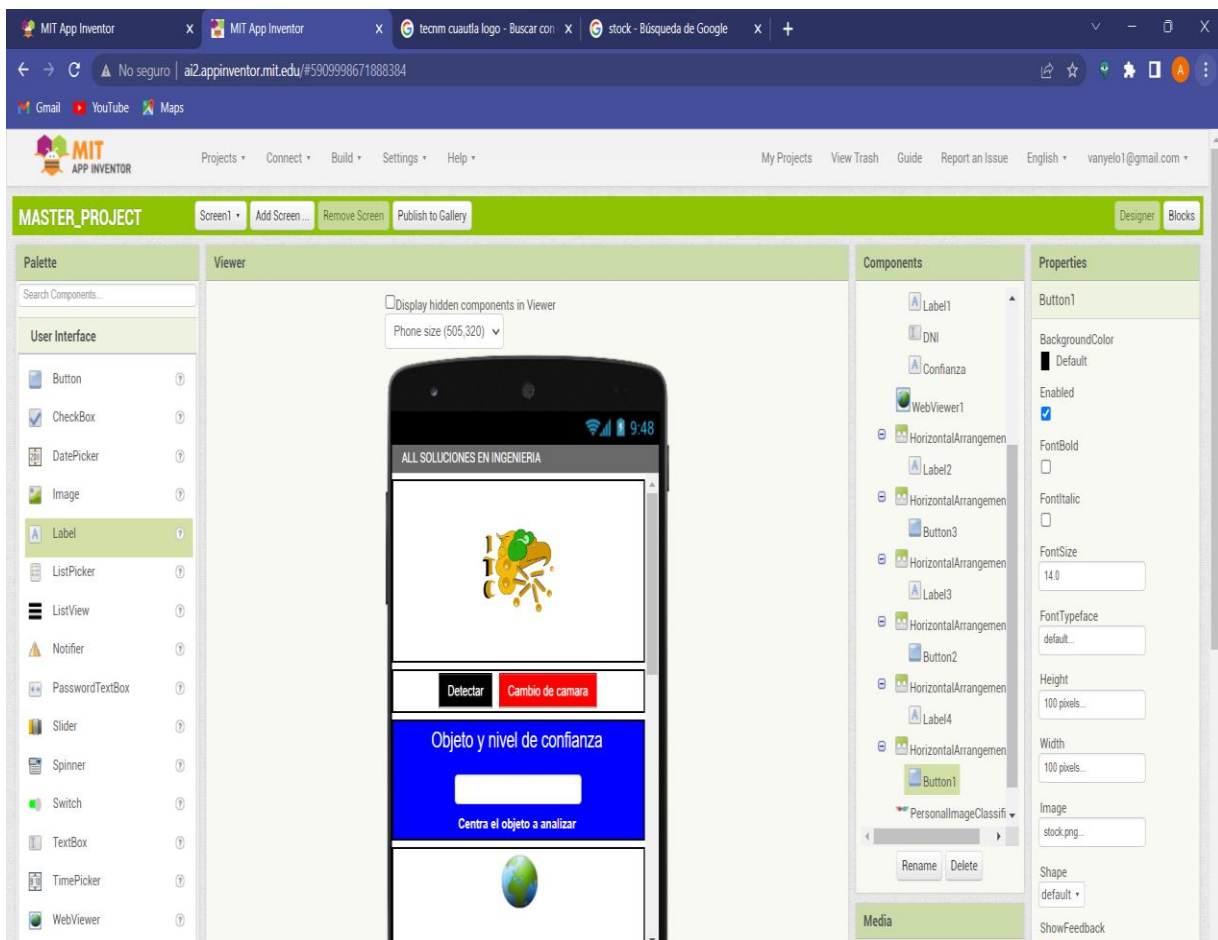 MIT App Inventor
MIT App Inventor
tecnm cuautla logo - Buscar con
stock - Búsqueda de Google
No seguro
ai2.appinventor.mit.edu/#5909998671888384
A
Gmail
YouTube
Maps
MIT
APP INVENTOR
Projects
Connect
Build
Settings
Help
My Projects
View Trash
Guide
Report an Issue
English
vanyelo1@gmail.com
MASTER_PROJECT
Screen1
Add Screen ...
Remove Screen
Publish to Gallery
Designer
Blocks
Palette
Search Components...
User Interface
Button
CheckBox
DatePicker
Image
Label
ListPicker
ListView
Notifier
PasswordTextBox
Slider
Spinner
Switch
TextBox
TimePicker
WebViewer
Viewer
Display hidden components in Viewer
Phone size (505,320)
9:48
ALL SOLUCIONES EN INGENIERIA
I T C
Detectar
Cambio de camara
Objeto y nivel de confianza
Centra el objeto a analizar
Components
Label1
DNI
Confianza
WebViewer1
HorizontalArrangemen
Label2
HorizontalArrangemen
Button3
HorizontalArrangemen
Label3
HorizontalArrangemen
Button2
HorizontalArrangemen
Label4
HorizontalArrangemen
Button1
PersonalImageClassifi
Rename
Delete
Media
Properties
Button1
BackgroundColor
Default
Enabled
FontBold
FontItalic
FontSize
14.0
FontTypeface
default...
Height
100 pixels...
Width
100 pixels...
Image
stock.png...
Shape
default
ShowFeedback